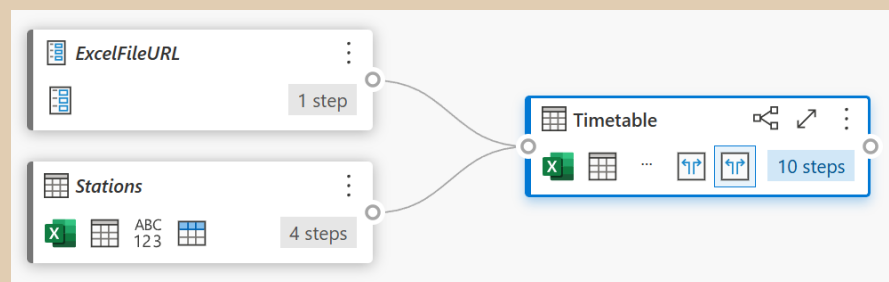 ExcelFileURL
1 step
Stations
ABC
123
4 steps
Timetable
X
...
10 steps
X